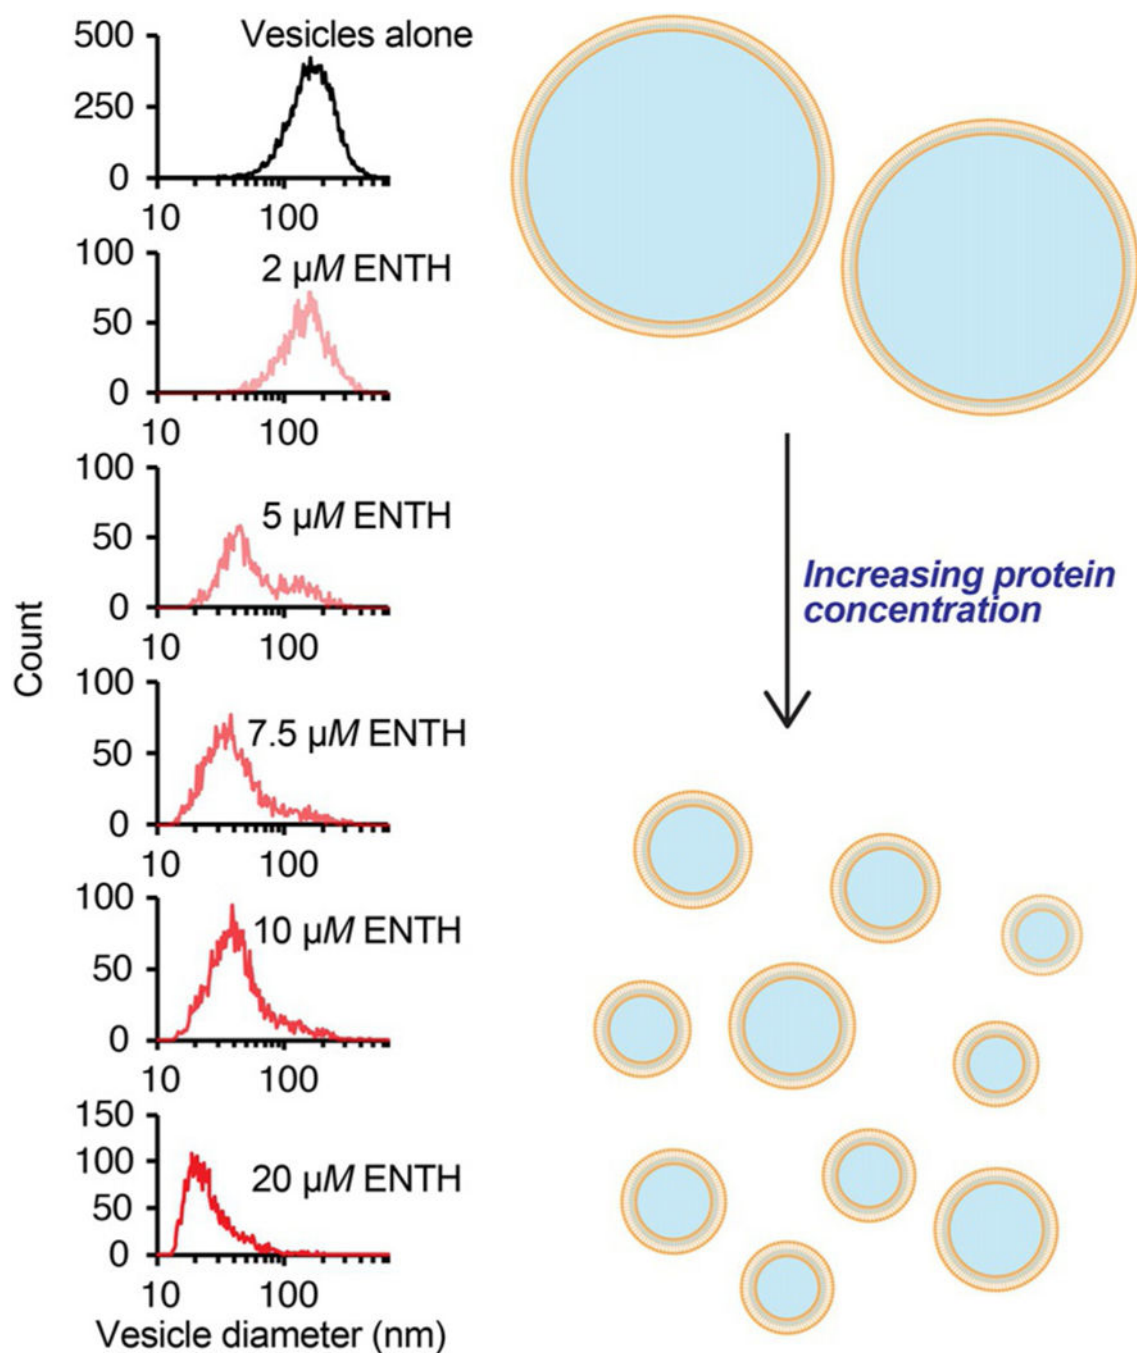 Vesicles alone
500
250
0
10 100
2 µM ENTH
100
50
0
10 100
5 µM ENTH
100
50
0
10 100
Increasing protein
concentration
Count
7.5 µM ENTH
100
50
0
10 100
10 µM ENTH
100
50
0
10 100
20 µM ENTH
150
100
50
0
10 100
Vesicle diameter (nm)